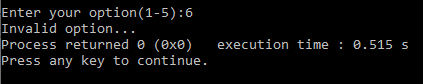 Enter your option(1-5):6
Invalid option...
Process returned 0 (0x0)   execution time : 0.515 s
Press any key to continue.